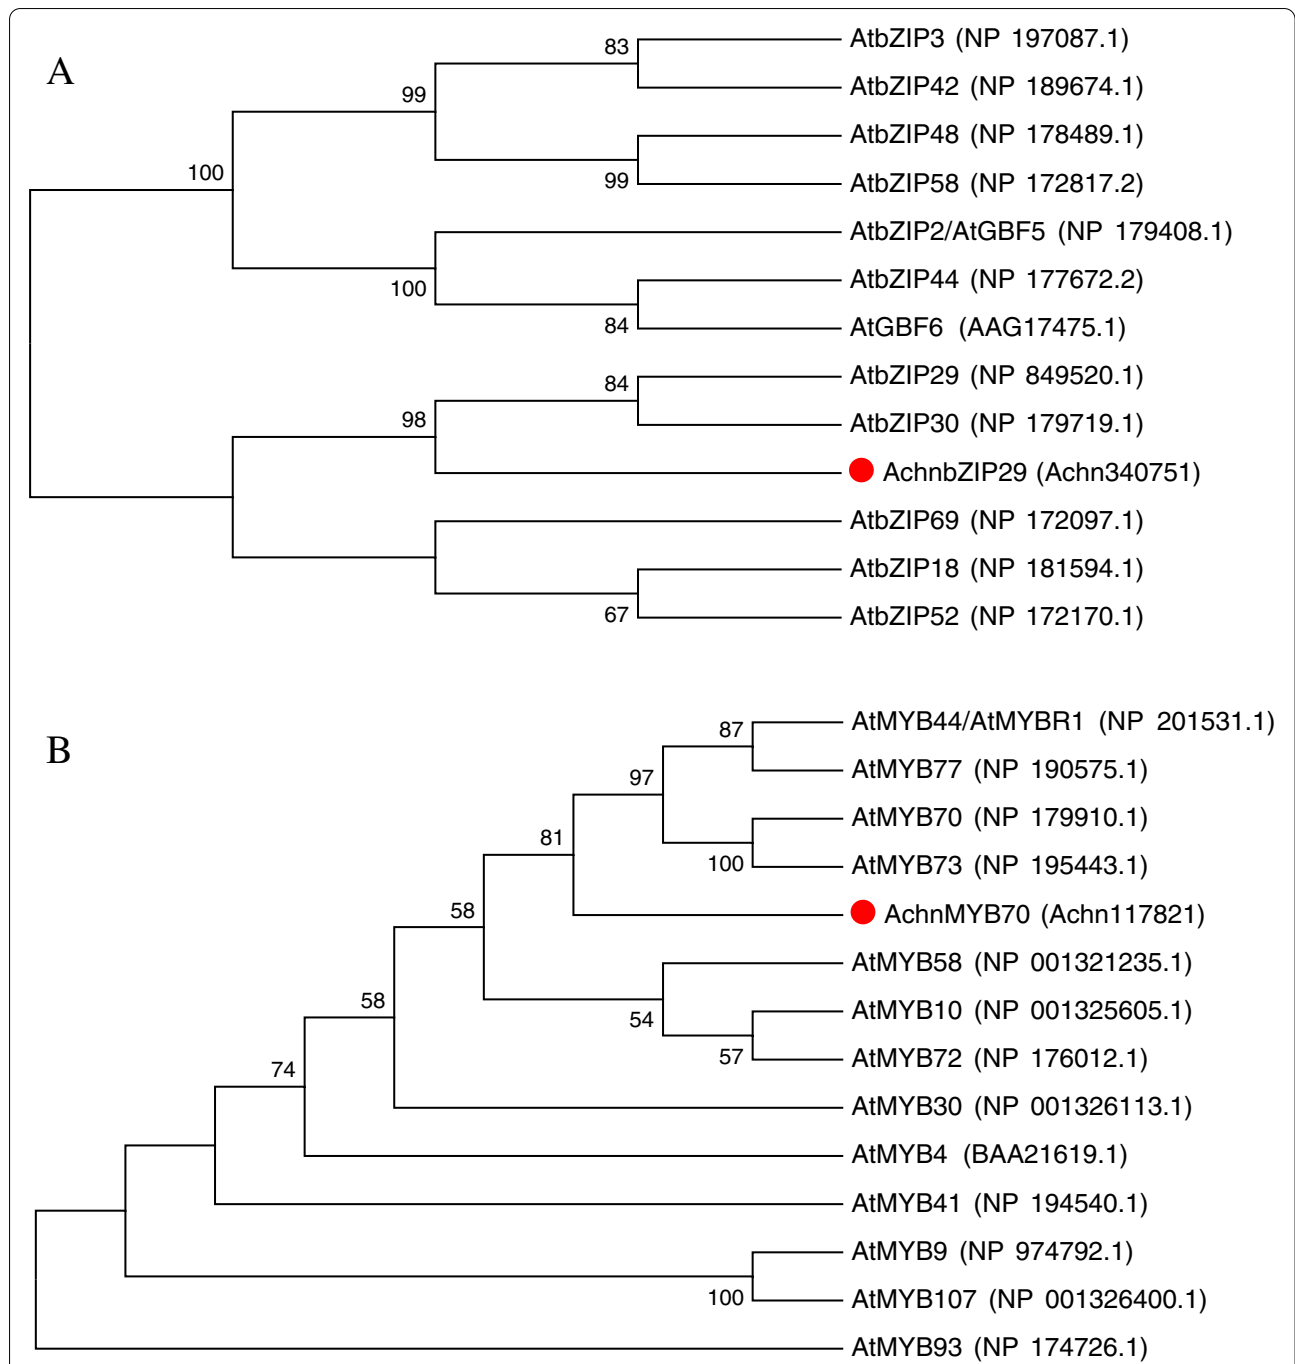 83
AtbZIP3 (NP 197087.1)
A
AtbZIP42 (NP 189674.1)
99
AtbZIP48 (NP 178489.1)
100
99
AtbZIP58 (NP 172817.2)
AtbZIP2/AtGBF5 (NP 179408.1)
100
AtbZIP44 (NP 177672.2)
84
AtGBF6 (AAG17475.1)
84
AtbZIP29 (NP 849520.1)
98
AtbZIP30 (NP 179719.1)
AchnbZIP29 (Achn340751)
AtbZIP69 (NP 172097.1)
AtbZIP18 (NP 181594.1)
67
AtbZIP52 (NP 172170.1)
87
AtMYB44/AtMYBR1 (NP 201531.1)
B
97
AtMYB77 (NP 190575.1)
81
AtMYB70 (NP 179910.1)
100
AtMYB73 (NP 195443.1)
58
AchnMYB70 (Achn117821)
AtMYB58 (NP 001321235.1)
58
54
AtMYB10 (NP 001325605.1)
57
AtMYB72 (NP 176012.1)
74
AtMYB30 (NP 001326113.1)
AtMYB4 (BAA21619.1)
AtMYB41 (NP 194540.1)
AtMYB9 (NP 974792.1)
100
AtMYB107 (NP 001326400.1)
AtMYB93 (NP 174726.1)